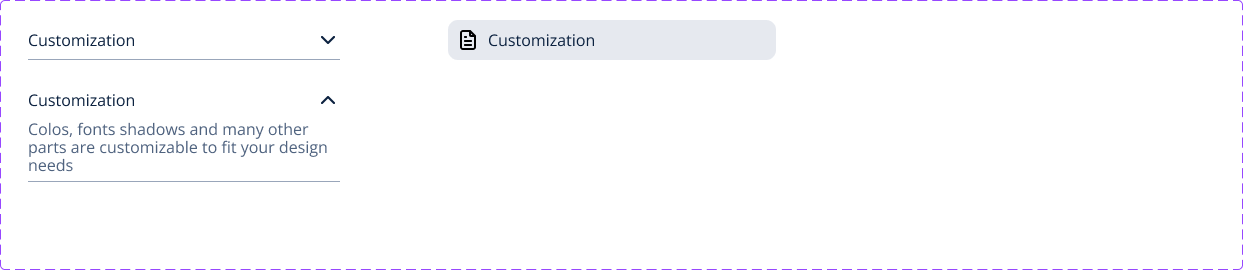 Customization
Customization
Colos, fonts shadows and many other
parts are customizable to fit your design
needs
Customization